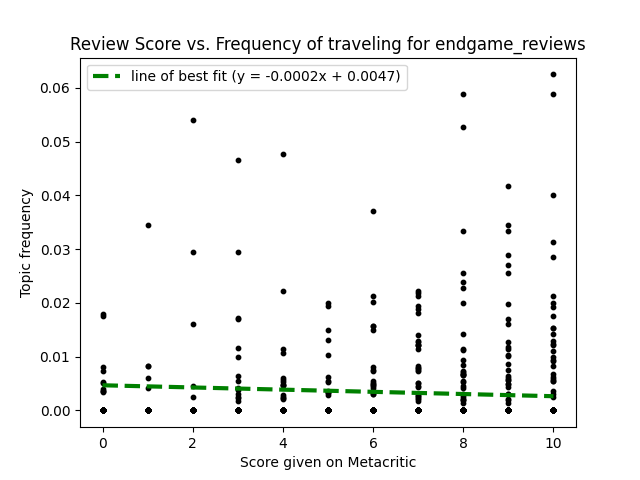 Review Score vs. Frequency of traveling for endgame_reviews
line of best fit (y = -0.0002x + 0.0047)
0.06
0.05
0.04
0.03
0.02
0.01
0.00
Topic frequency
0 2 4 6 8 10
Score given on Metacritic